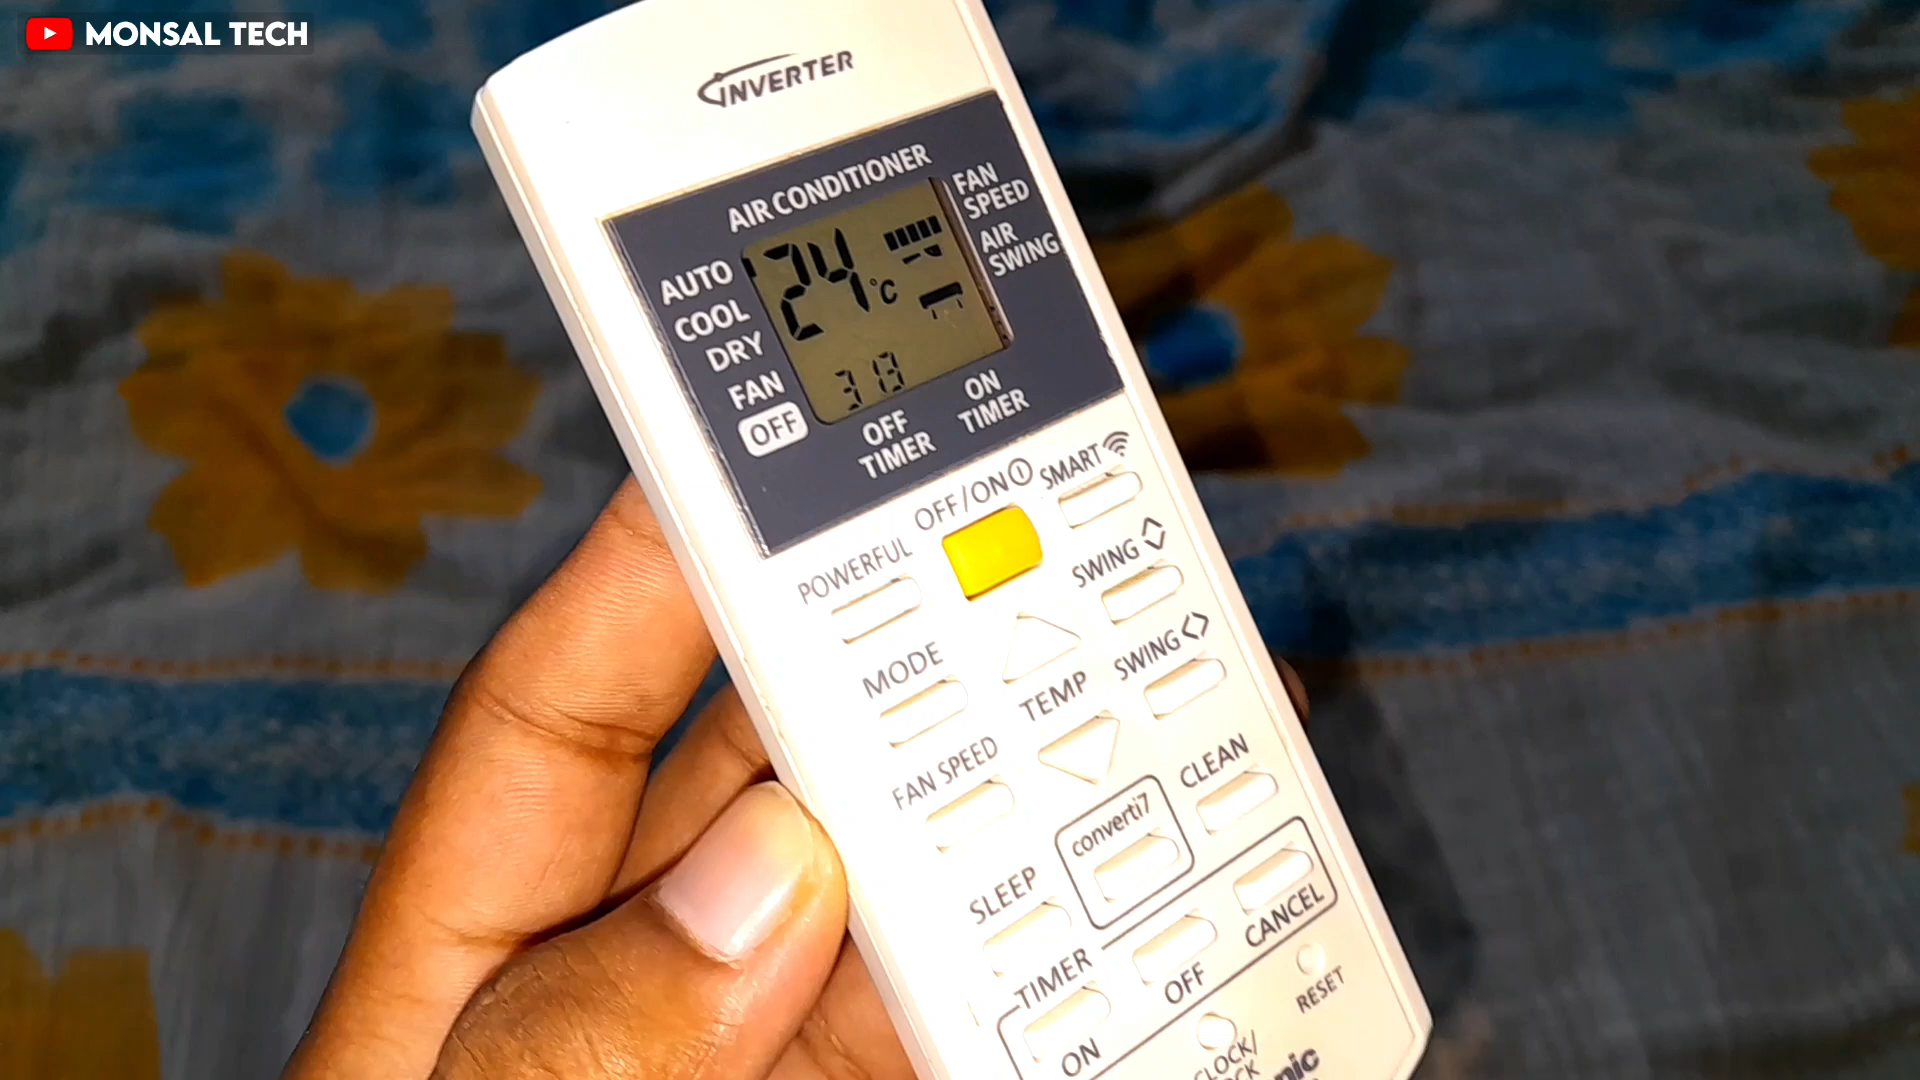 MONSAL TECH
INVERTER
AIR CONDITIONER
FAN
SPEED
AIR
SWING
AUTO
COOL
DRY
FAN
OFF
24°C
OFF
TIMER
ON
TIMER
OFF/ON
SMART
POWERFUL
SWING
MODE
TEMP
SWING
FAN SPEED
CLEAN
converti7
SLEEP
CANCEL
TIMER
OFF
ON
RESET
CLOCK/